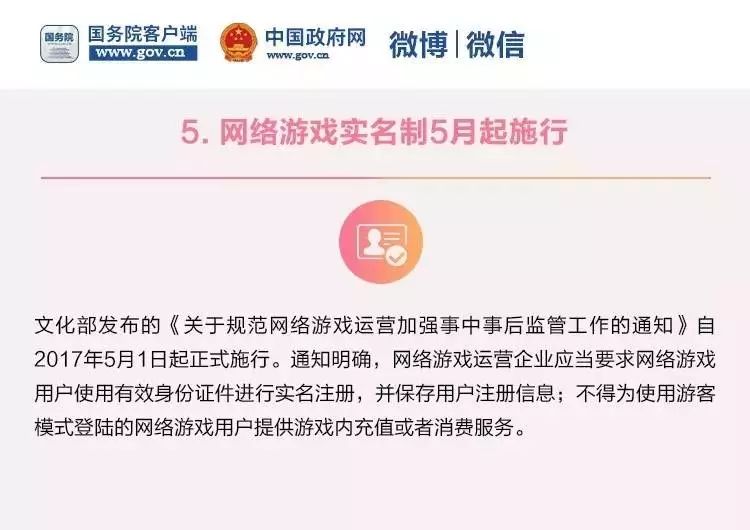 国务院
国务院客户端
www.gov.cn
中国政府网
www.gov.cn
微博|微信
5. 网络游戏实名制5月起施行
文化部发布的《关于规范网络游戏运营加强事中事后监管工作的通知》自
2017年5月1日起正式施行。通知明确，网络游戏运营企业应当要求网络游戏
用户使用有效身份证件进行实名注册，并保存用户注册信息；不得为使用游客
模式登陆的网络游戏用户提供游戏内充值或者消费服务。